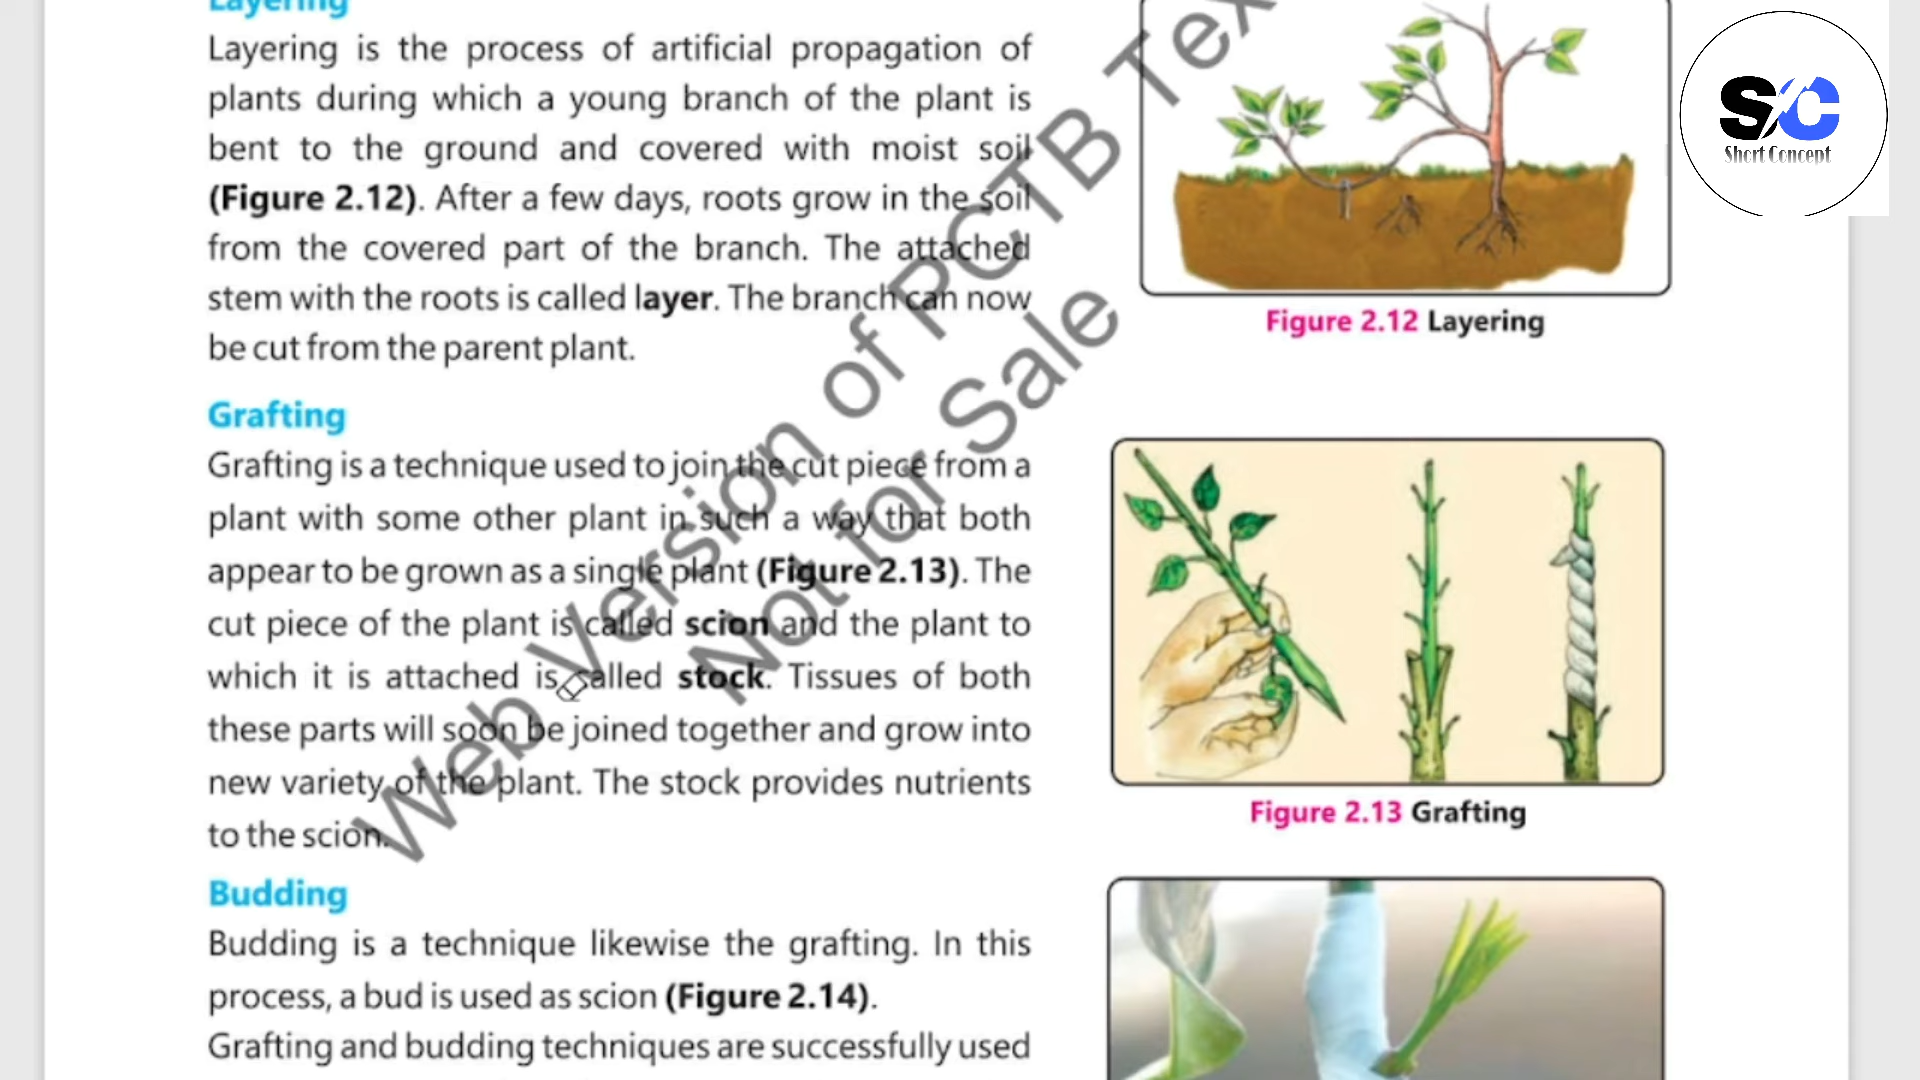 Layering
Layering is the process of artificial propagation of
plants during which a young branch of the plant is
bent to the ground and covered with moist soil
(Figure 2.12). After a few days, roots grow in the soil
from the covered part of the branch. The attached
stem with the roots is called layer. The branch can now
be cut from the parent plant.
Figure 2.12 Layering
Grafting
Grafting is a technique used to join the cut piece from a
plant with some other plant in such a way that both
appear to be grown as a single plant (Figure 2.13). The
cut piece of the plant is called scion and the plant to
which it is attached is called stock. Tissues of both
these parts will soon be joined together and grow into
new variety of the plant. The stock provides nutrients
to the scion.
Figure 2.13 Grafting
Budding
Budding is a technique likewise the grafting. In this
process, a bud is used as scion (Figure 2.14).
Grafting and budding techniques are successfully used
Web Version of PCTB Tex
Not for Sale
SC
Short Concept